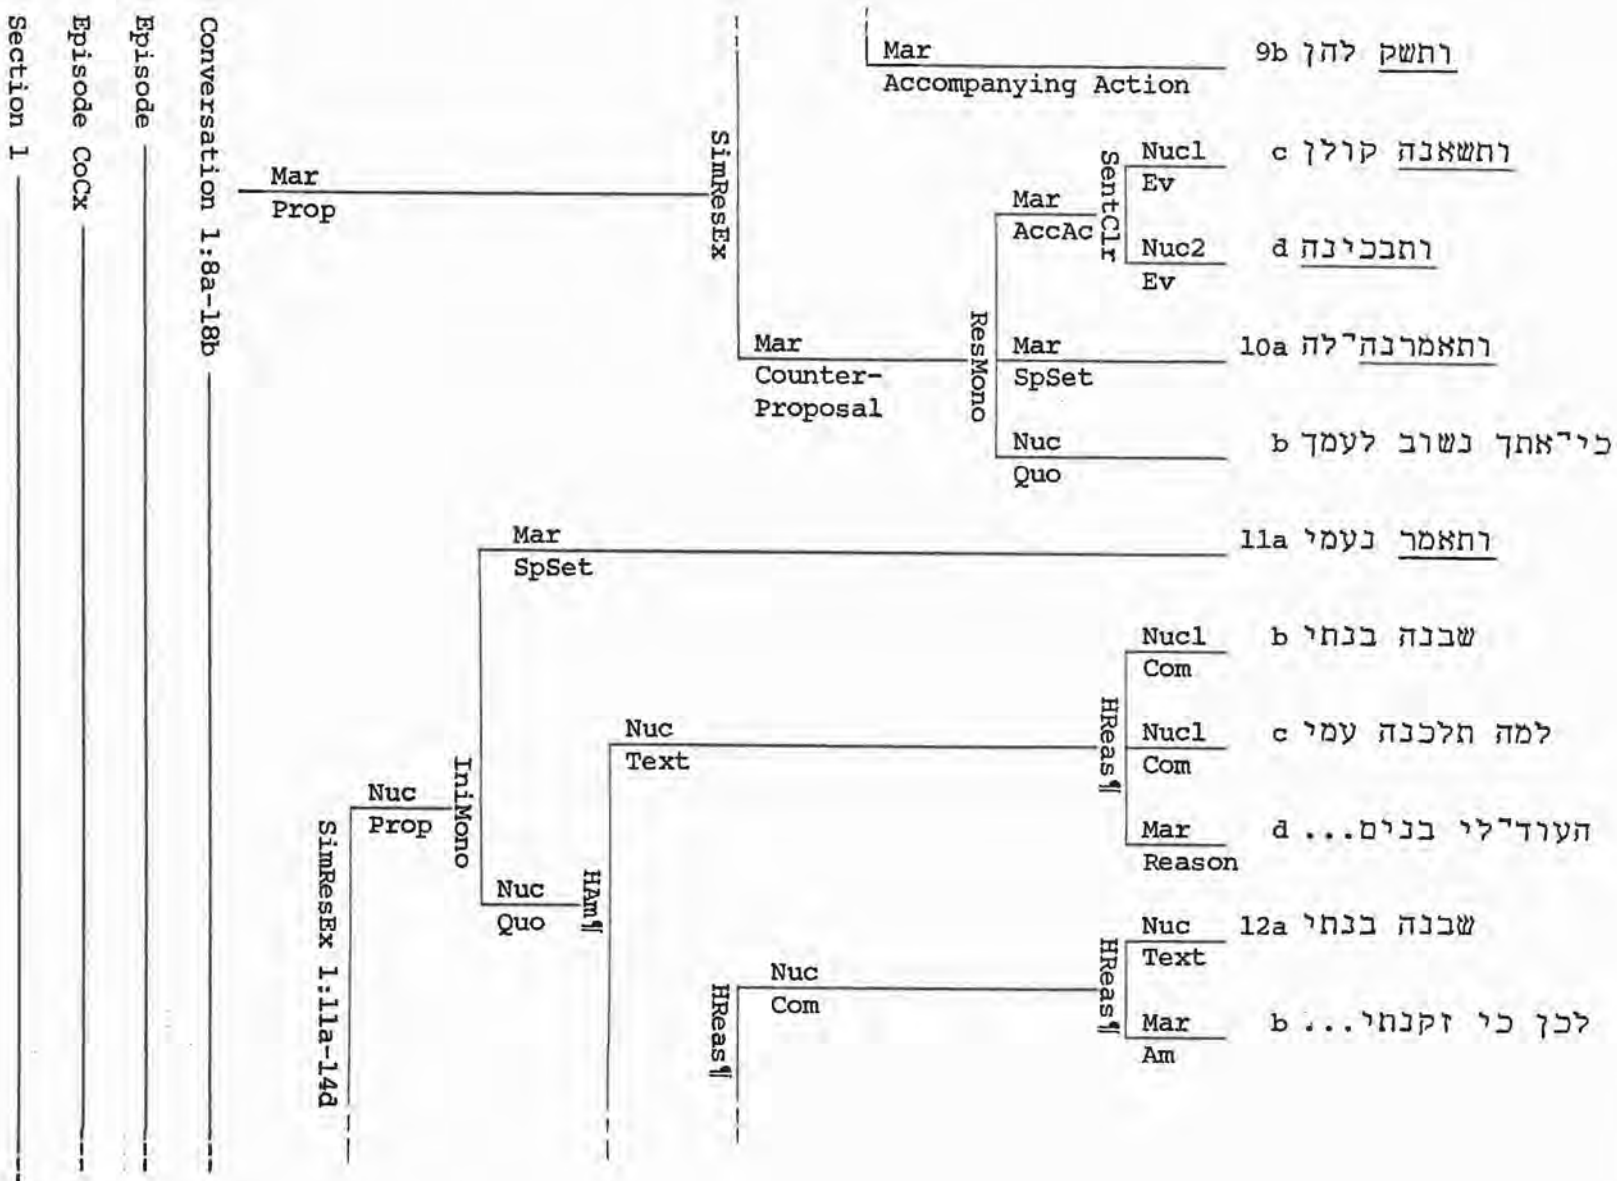 Section 1
Episode CoCx
Episode
Conversation 1:8a-18b
Mar
Prop
SimResEx
Mar
Accompanying Action
9b ותשק להן
Mar
Counter-
Proposal
ResMono
Mar
AccAc
SentClr
Nuc1
Ev
c ותשאנה קולן
Nuc2
Ev
d ותבכינה
Mar
SpSet
10a ותאמרנה־לה
Nuc
Quo
b כי־אתך נשוב לעמך
SimResEx 1:11a-14d
Nuc
Prop
IniMono
Mar
SpSet
11a ותאמר נעמי
Nuc
Quo
HAm¶
Nuc
Text
HReas¶
Nuc1
Com
b שבנה בנתי
Nuc1
Com
c למה תלכנה עמי
Mar
Reason
d העוד־לי בנים...
HReas¶
Nuc
Com
HReas¶
Nuc
Text
12a שבנה בנתי
Mar
Am
b לכן כי זקנתי...